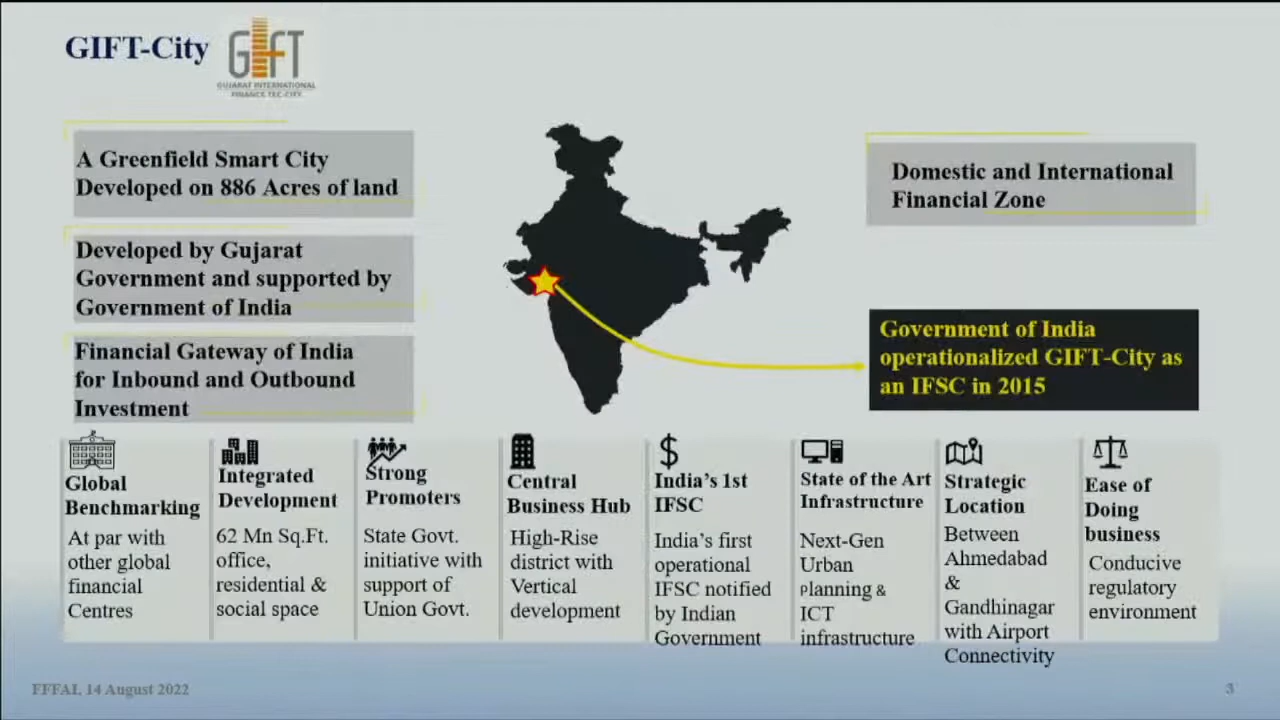 GIFT-City
GIFT
GUJARAT INTERNATIONAL
FINANCE TEC-CITY
A Greenfield Smart City
Developed on 886 Acres of land
Developed by Gujarat
Government and supported by
Government of India
Financial Gateway of India
for Inbound and Outbound
Investment
Domestic and International
Financial Zone
Government of India
operationalized GIFT-City as
an IFSC in 2015
Global
Benchmarking
At par with
other global
financial
Centres
Integrated
Development
62 Mn Sq.Ft.
office,
residential &
social space
Strong
Promoters
State Govt.
initiative with
support of
Union Govt.
Central
Business Hub
High-Rise
district with
Vertical
development
India's 1st
IFSC
India's first
operational
IFSC notified
by Indian
Government
State of the Art
Infrastructure
Next-Gen
Urban
planning &
ICT
infrastructure
Strategic
Location
Between
Ahmedabad
&
Gandhinagar
with Airport
Connectivity
Ease of
Doing
business
Conducive
regulatory
environment
FFFAI, 14 August 2022
3